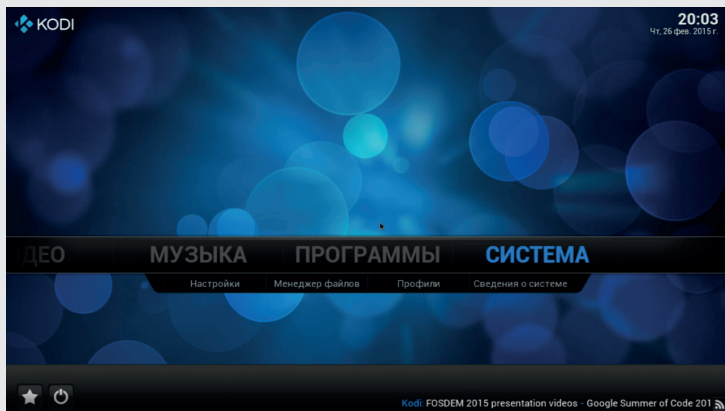 KODI
20:03
Чт, 26 фев. 2015 г.
ДЕО МУЗЫКА ПРОГРАММЫ СИСТЕМА
Настройки Менеджер файлов Профили Сведения о системе
Kodi: FOSDEM 2015 presentation videos - Google Summer of Code 201